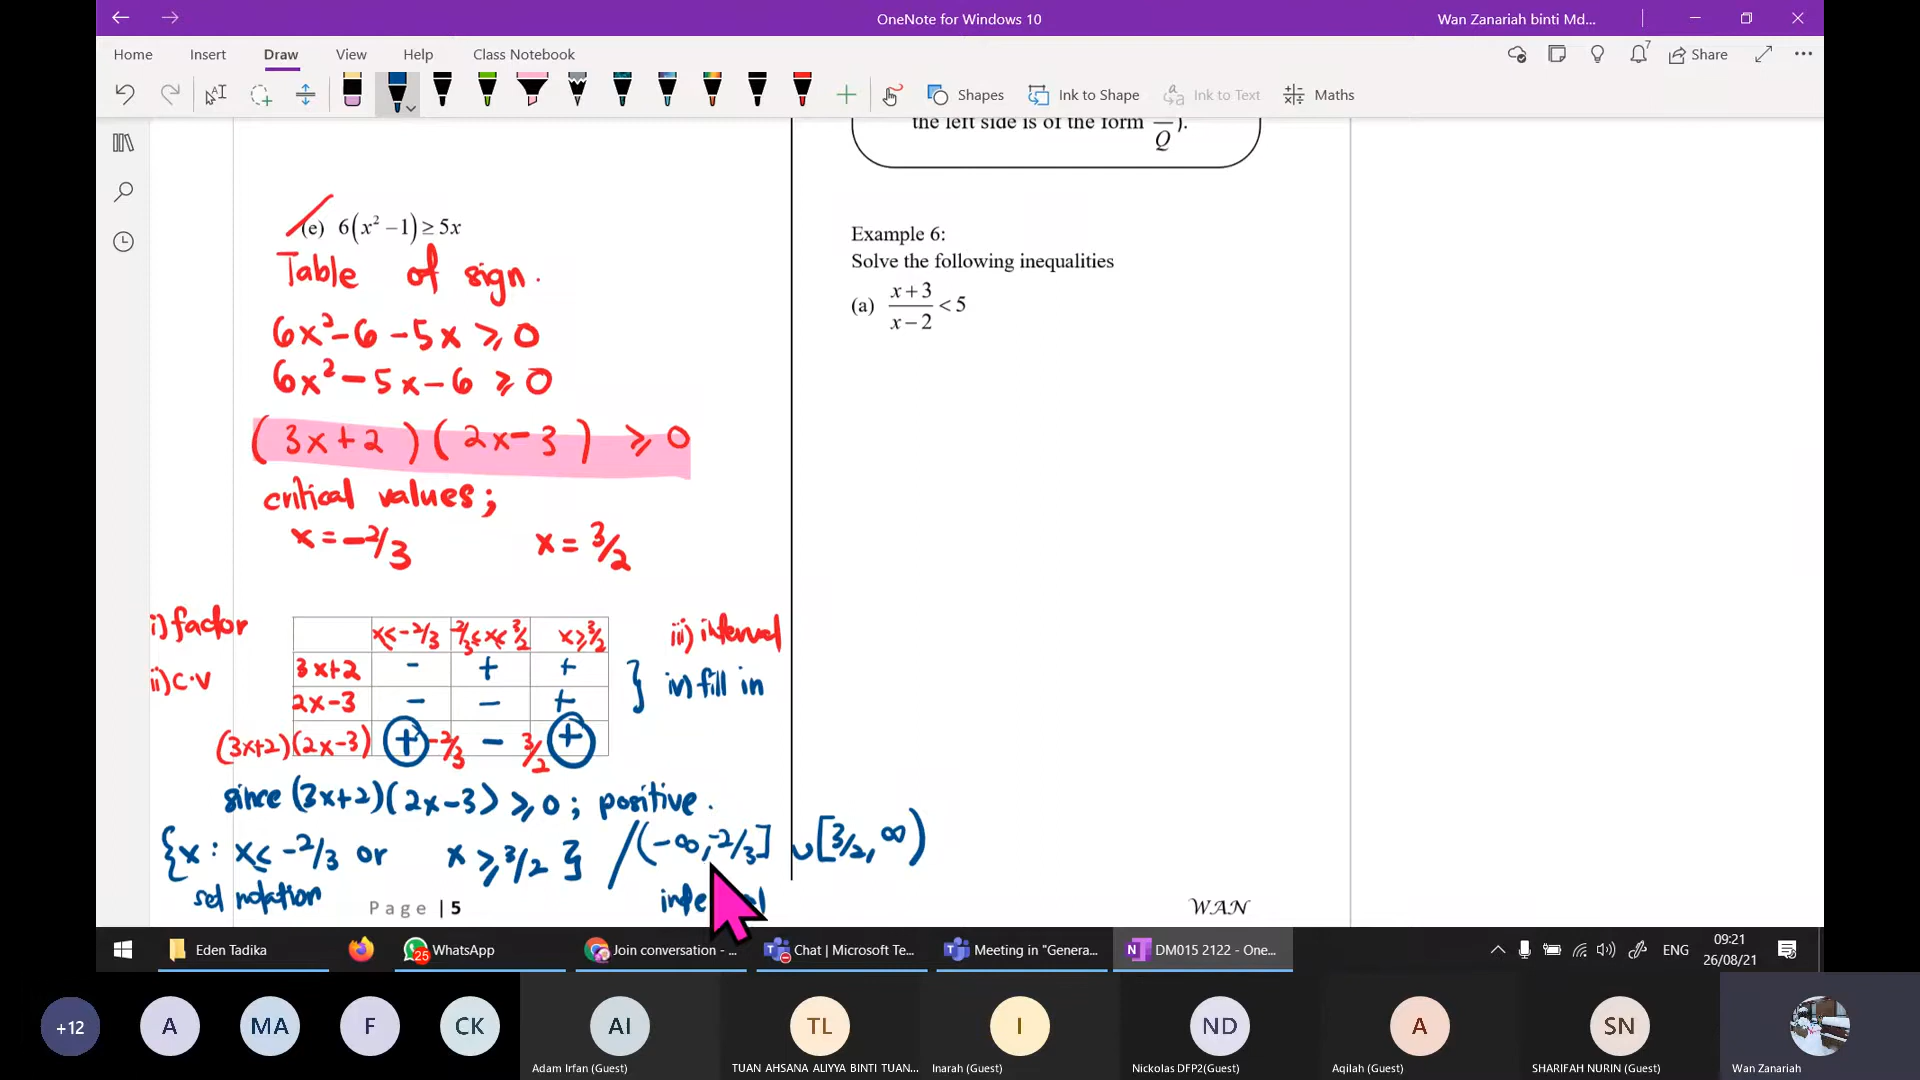 OneNote for Windows 10
Wan Zanariah binti Md...
Home Insert Draw View Help Class Notebook
7
Share
Shapes Ink to Shape Ink to Text Maths
the left side is of the form —/Q ).
(e) 6(x² −1) ≥ 5x
Table of sign.
6x²-6 -5x ≥ 0
6x² - 5x - 6 ≥ 0
( 3x+2 )( 2x-3 ) ≥ 0
critical values;
x = -2/3 x = 3/2
i) factor
ii) c.v
x≤-2/3 -2/3≤x≤3/2 x≥3/2
3x+2 - + +
2x-3 - - +
(3x+2)(2x-3) + -2/3 - 3/2 +
iii) interval
iv) fill in
since (3x+2)(2x-3) ≥ 0 ; positive.
{x : x≤ -2/3 or x ≥ 3/2 } / (-∞, -2/3] ∪ [3/2, ∞)
set notation
Page | 5
Example 6:
Solve the following inequalities
(a) (x+3)/(x−2) < 5
WAN
Eden Tadika
25
WhatsApp
Join conversation - ...
Chat | Microsoft Te...
Meeting in "Genera...
DM015 2122 - One...
ENG
09:21
26/08/21
+12 A MA F CK AI TL I ND A SN
Adam Irfan (Guest)
TUAN AHSANA ALIYYA BINTI TUAN...
Inarah (Guest)
Nickolas DFP2(Guest)
Aqilah (Guest)
SHARIFAH NURIN (Guest)
Wan Zanariah